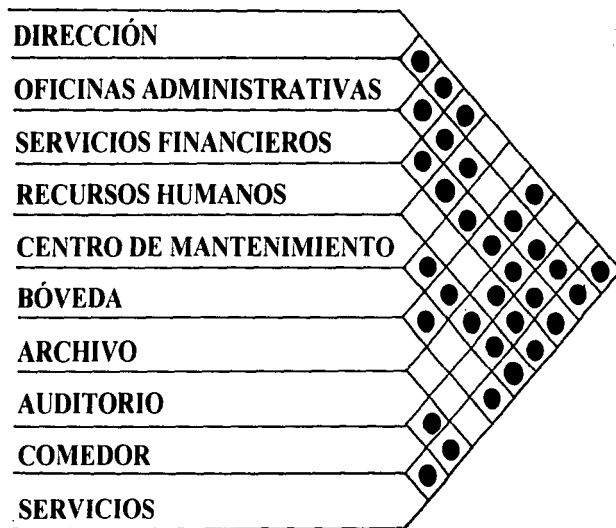 DIRECCIÓN
OFICINAS ADMINISTRATIVAS
SERVICIOS FINANCIEROS
RECURSOS HUMANOS
CENTRO DE MANTENIMIENTO
BÓVEDA
ARCHIVO
AUDITORIO
COMEDOR
SERVICIOS